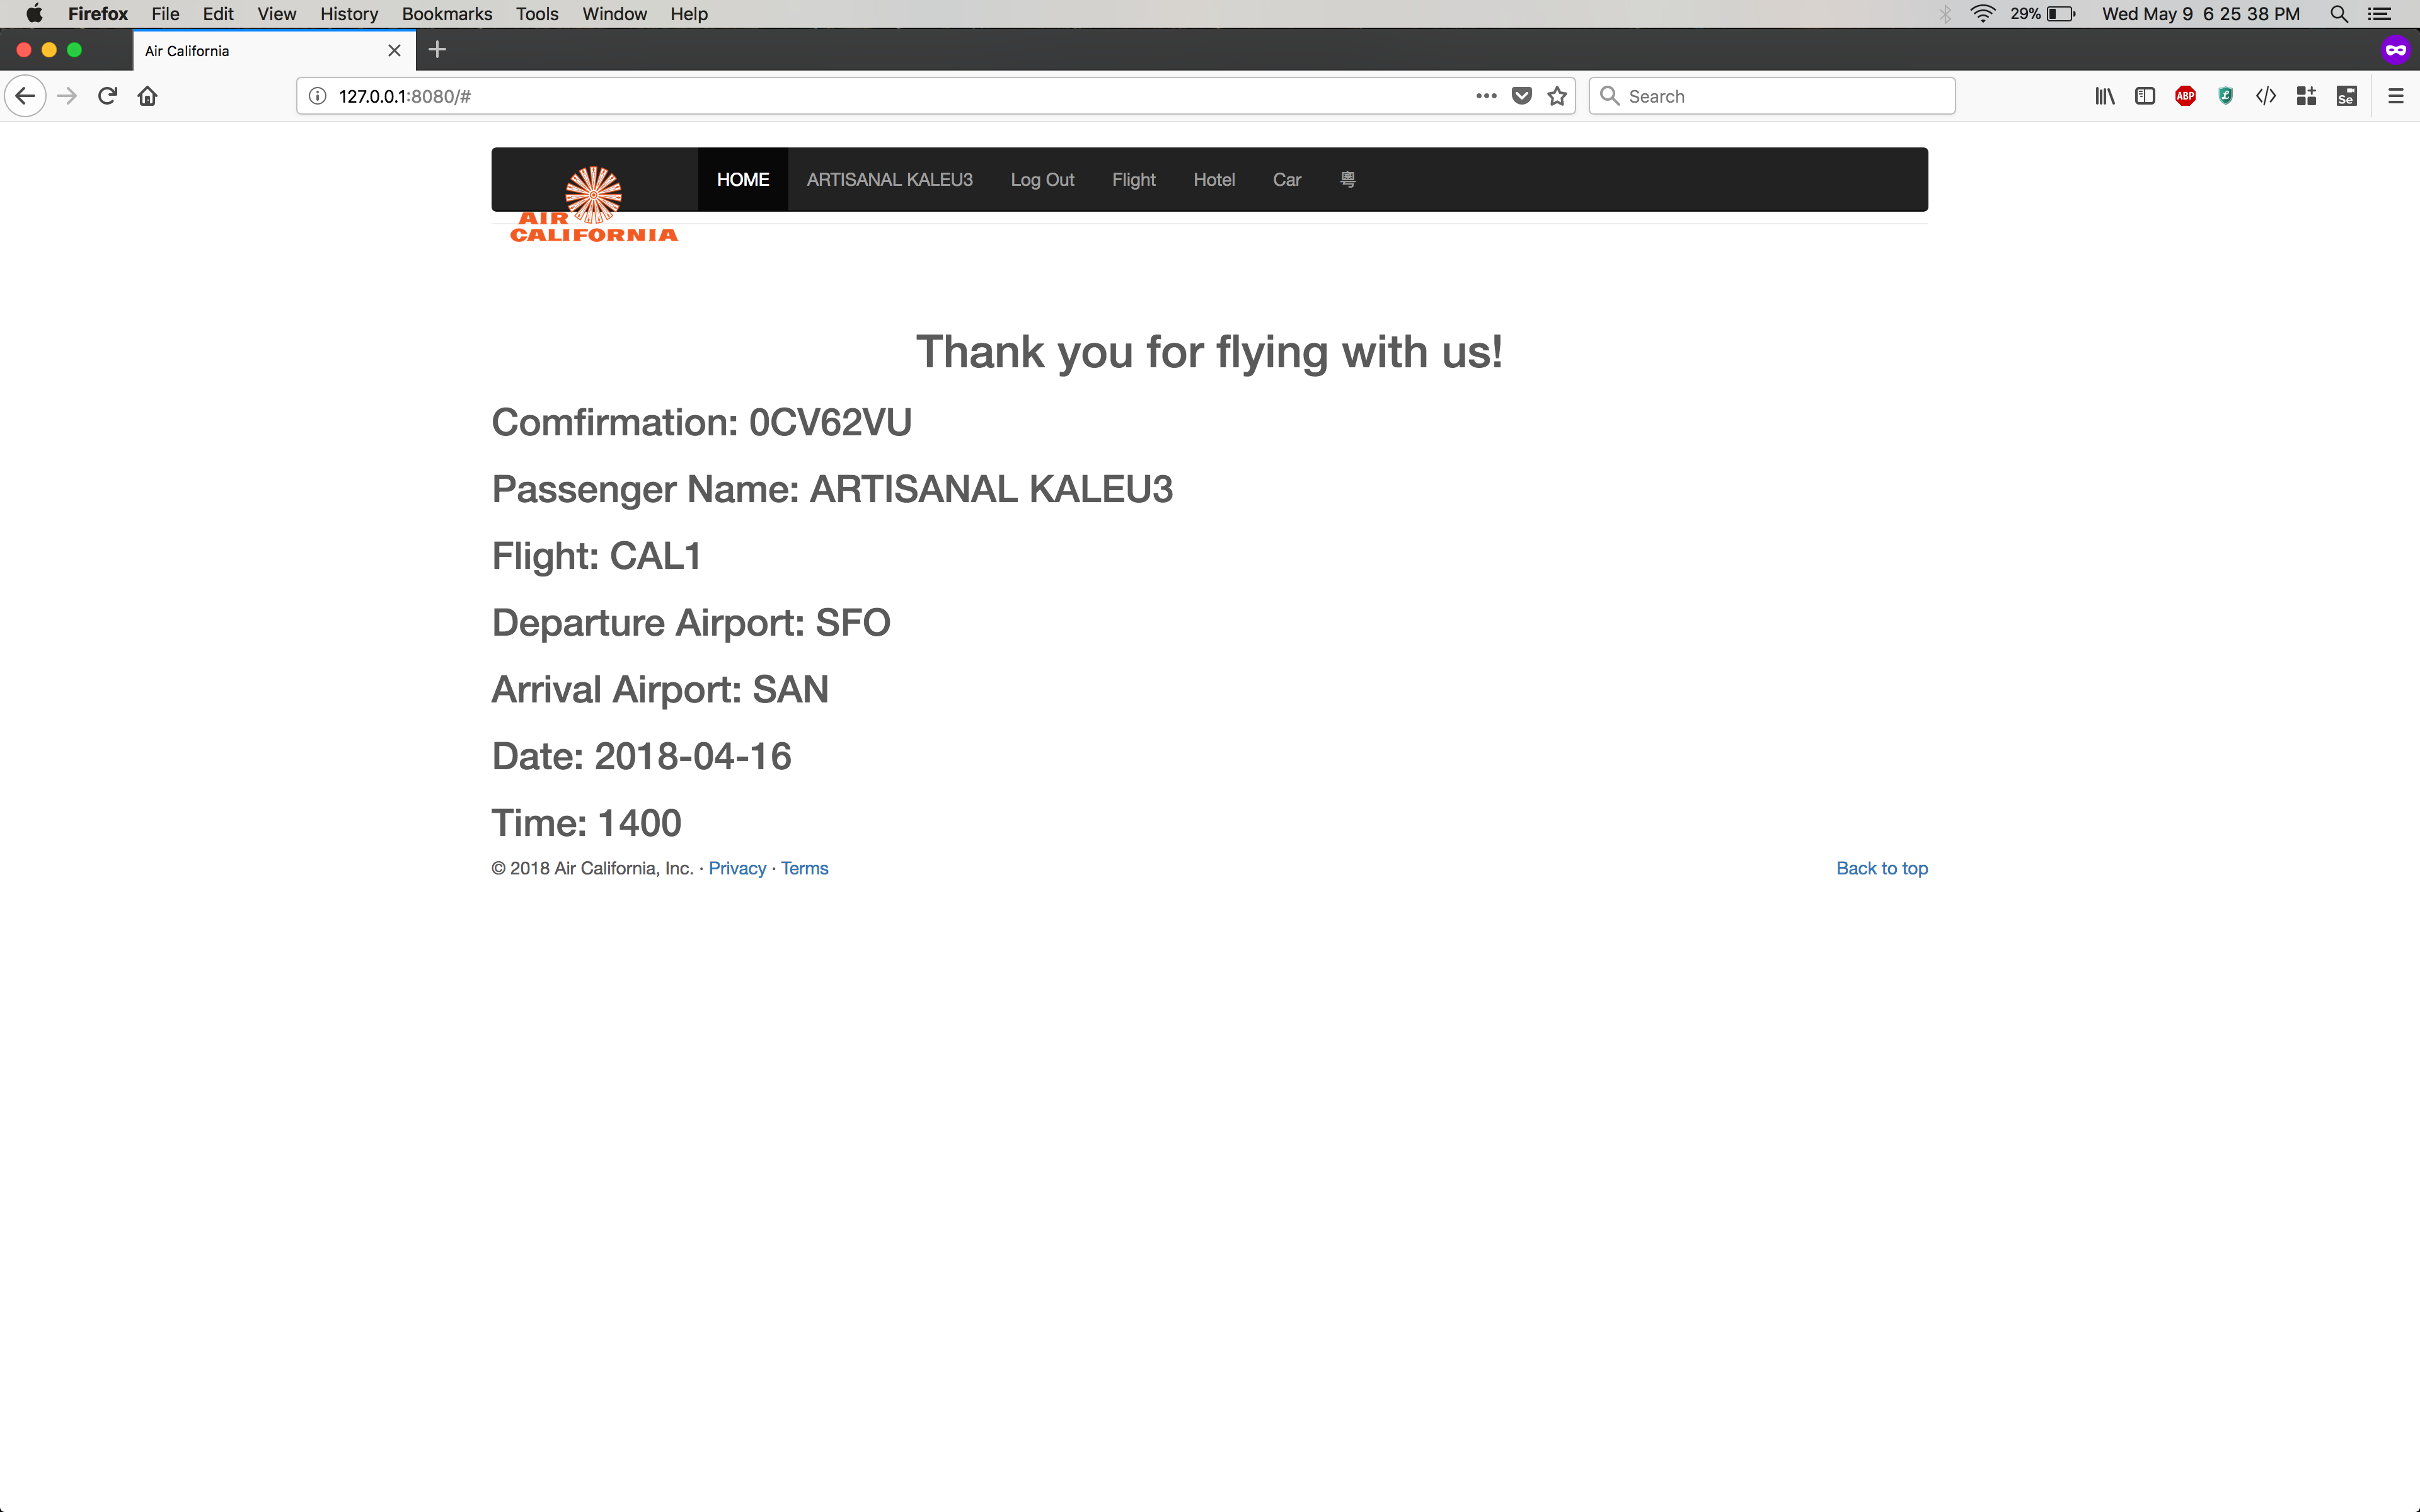 Firefox File Edit View History Bookmarks Tools Window Help 29% Wed May 9 6 25 38 PM
Air California
127.0.0.1:8080/# Search ABP Se
HOME ARTISANAL KALEU3 Log Out Flight Hotel Car 粵
AIR
CALIFORNIA
Thank you for flying with us!
Comfirmation: 0CV62VU
Passenger Name: ARTISANAL KALEU3
Flight: CAL1
Departure Airport: SFO
Arrival Airport: SAN
Date: 2018-04-16
Time: 1400
© 2018 Air California, Inc. · Privacy · Terms Back to top